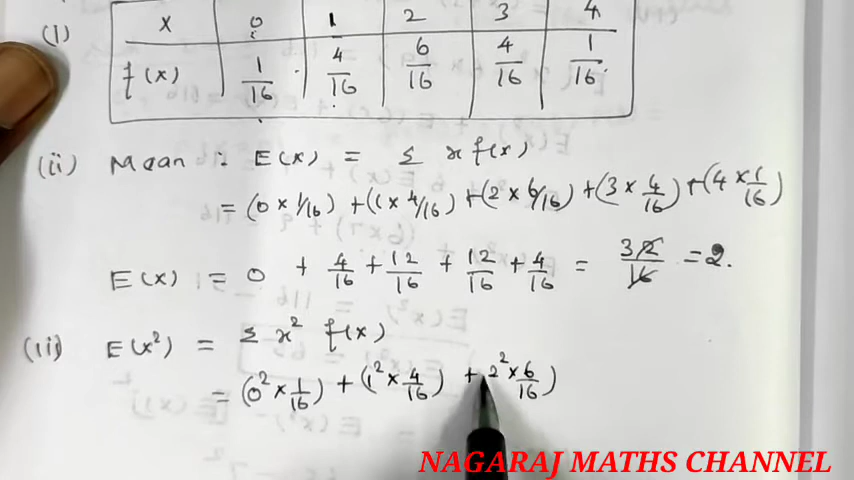 (1) x 0 1 2 3 4
f(x) 1/16 4/16 6/16 4/16 1/16
(ii) Mean : E(x) = Σ x f(x)
= (0 × 1/16) + (1 × 4/16) + (2 × 6/16) + (3 × 4/16) + (4 × 1/16)
E(x) = 0 + 4/16 + 12/16 + 12/16 + 4/16 = 32/16 = 2.
(iii) E(x²) = Σ x² f(x)
= (0² × 1/16) + (1² × 4/16) + 2² × 6/16)
NAGARAJ MATHS CHANNEL